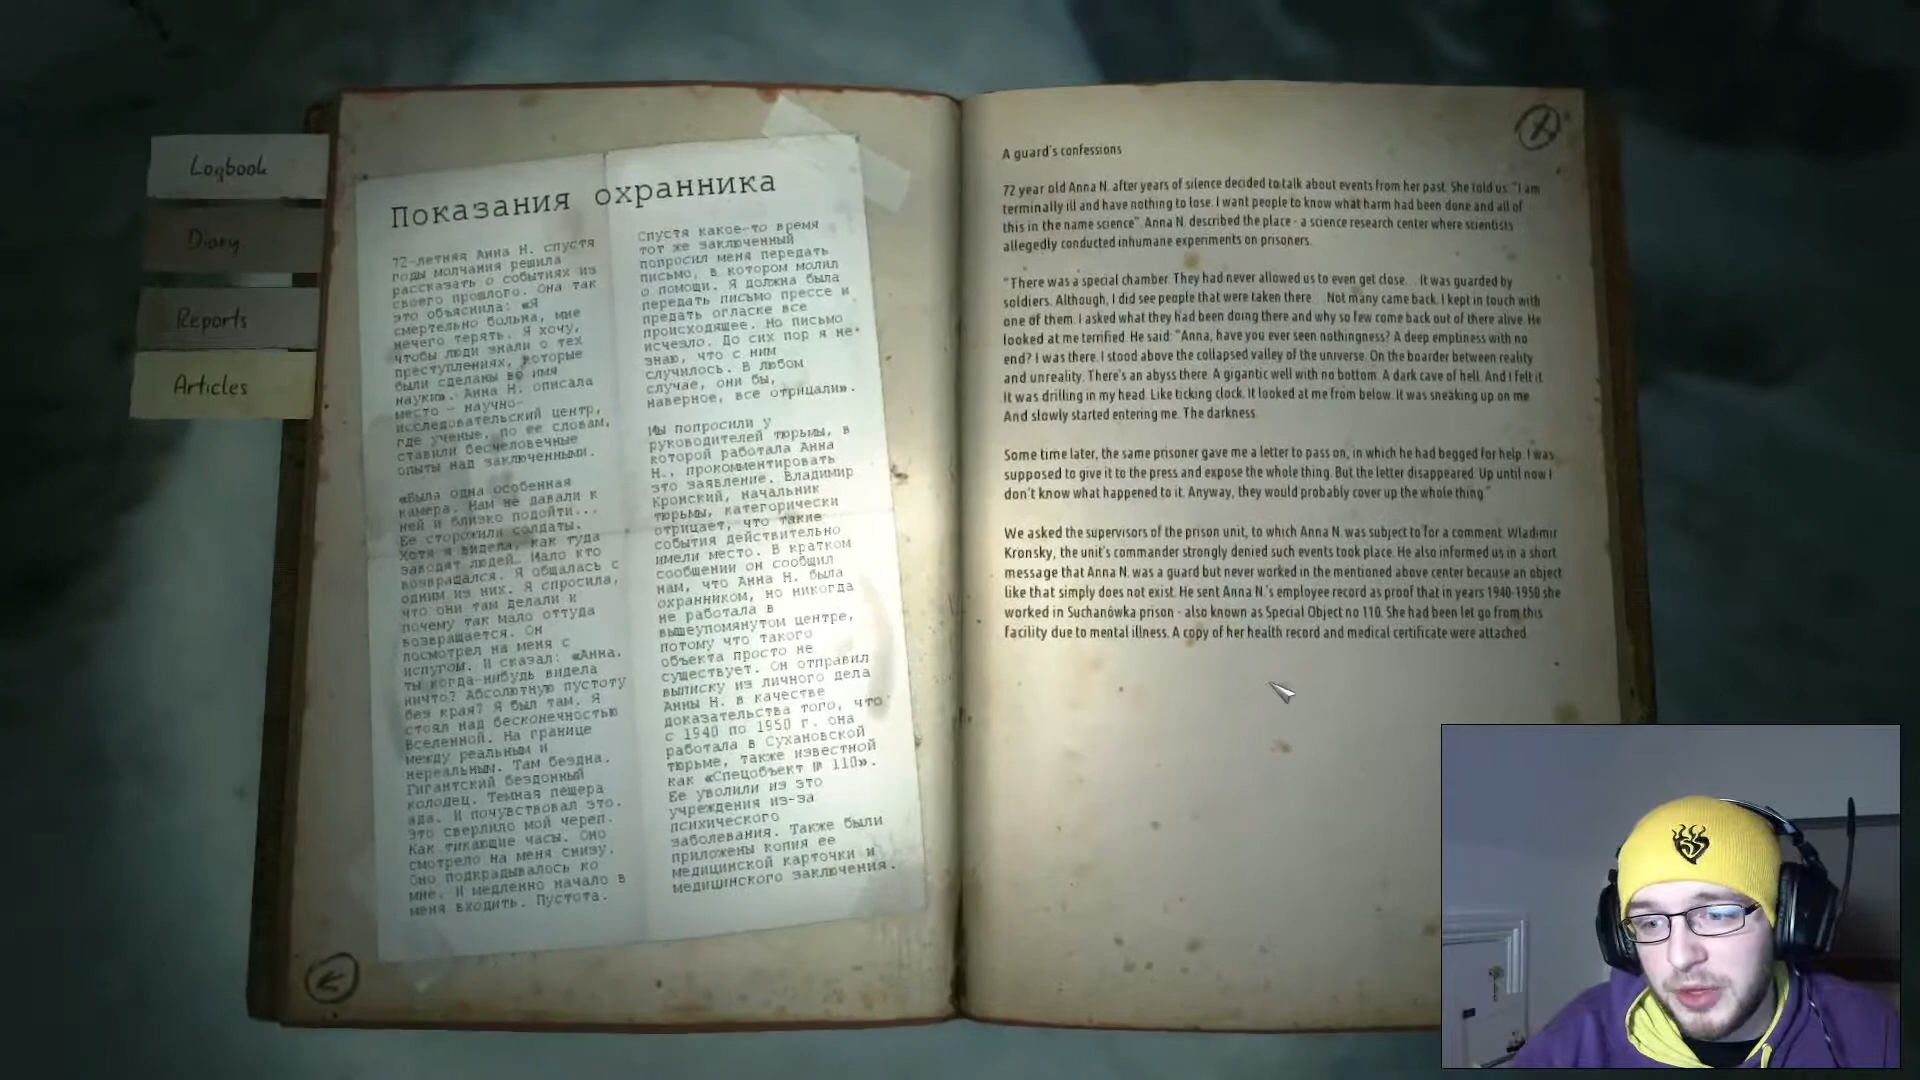 Logbook
Diary
Reports
Articles
Показания охранника
72-летняя Анна Н. спустя
годы молчания решила
рассказать о событиях из
своего прошлого. Она так
это объяснила: «Я
смертельно больна, мне
нечего терять. Я хочу,
чтобы люди знали о тех
преступлениях, которые
были сделаны во имя
науки». Анна Н. описала
место – научно-
исследовательский центр,
где ученые, по ее словам,
ставили бесчеловечные
опыты над заключенными.
«Была одна особенная
камера. Нам не давали к
ней и близко подойти...
Ее сторожили солдаты.
Хотя я видела, как туда
заводят людей. Мало кто
возвращался. Я общалась с
одним из них. Я спросила,
что они там делали и
почему так мало оттуда
возвращается. Он
посмотрел на меня с
испугом. И сказал: «Анна.
ты когда-нибудь видела
ничто? Абсолютную пустоту
без края? Я был там. Я
стоял над бесконечностью
Вселенной. На границе
между реальным и
нереальным. Там бездна.
Гигантский бездонный
колодец. Темная пещера
ада. И почувствовал это.
Это сверлило мой череп.
Как тикающие часы. Оно
смотрело на меня снизу.
Оно подкрадывалось ко
мне. И медленно начало в
меня входить. Пустота.
Спустя какое-то время
тот же заключенный
попросил меня передать
письмо, в котором молил
о помощи. Я должна была
передать письмо прессе и
предать огласке все
происходящее. Но письмо
исчезло. До сих пор я не
знаю, что с ним
случилось. В любом
случае, они бы,
наверное, все отрицали».
Мы попросили у
руководителей тюрьмы, в
которой работала Анна
Н., прокомментировать
это заявление. Владимир
Кронский, начальник
тюрьмы, категорически
отрицает, что такие
события действительно
имели место. В кратком
сообщении он сообщил
нам, что Анна Н. была
охранником, но никогда
не работала в
вышеупомянутом центре,
потому что такого
объекта просто не
существует. Он отправил
выписку из личного дела
Анны Н. в качестве
доказательства того, что
с 1940 по 1950 г. она
работала в Сухановской
тюрьме, также известной
как «Спецобъект № 110».
Ее уволили из это
учреждения из-за
психического
заболевания. Также были
приложены копия ее
медицинской карточки и
медицинского заключения.
A guard's confessions
72 year old Anna N. after years of silence decided to talk about events from her past. She told us: "I am
terminally ill and have nothing to lose. I want people to know what harm had been done and all of
this in the name science". Anna N. described the place - a science research center where scientists
allegedly conducted inhumane experiments on prisoners.
"There was a special chamber. They had never allowed us to even get close... It was guarded by
soldiers. Although, I did see people that were taken there... Not many came back. I kept in touch with
one of them. I asked what they had been doing there and why so few come back out of there alive. He
looked at me terrified. He said: "Anna, have you ever seen nothingness? A deep emptiness with no
end? I was there. I stood above the collapsed valley of the universe. On the boarder between reality
and unreality. There's an abyss there. A gigantic well with no bottom. A dark cave of hell. And I felt it.
It was drilling in my head. Like ticking clock. It looked at me from below. It was sneaking up on me.
And slowly started entering me. The darkness.
Some time later, the same prisoner gave me a letter to pass on, in which he had begged for help. I was
supposed to give it to the press and expose the whole thing. But the letter disappeared. Up until now I
don't know what happened to it. Anyway, they would probably cover up the whole thing."
We asked the supervisors of the prison unit, to which Anna N. was subject to for a comment. Wladimir
Kronsky, the unit's commander strongly denied such events took place. He also informed us in a short
message that Anna N. was a guard but never worked in the mentioned above center because an object
like that simply does not exist. He sent Anna N.'s employee record as proof that in years 1940-1950 she
worked in Suchanówka prison - also known as Special Object no 110. She had been let go from this
facility due to mental illness. A copy of her health record and medical certificate were attached.